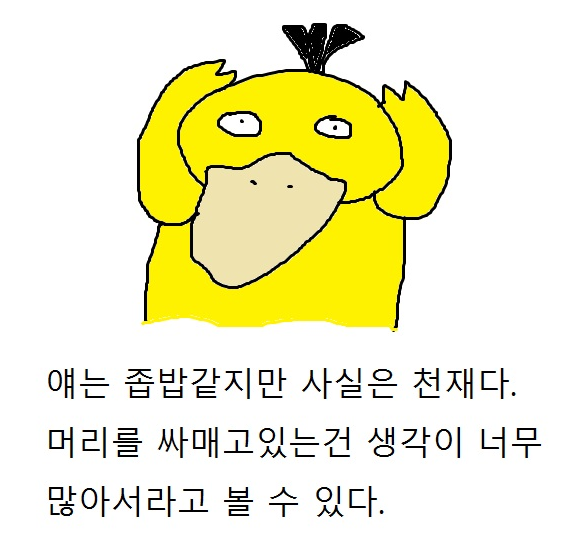 얘는 좁밥같지만 사실은 천재다.
머리를 싸매고있는건 생각이 너무
많아서라고 볼 수 있다.